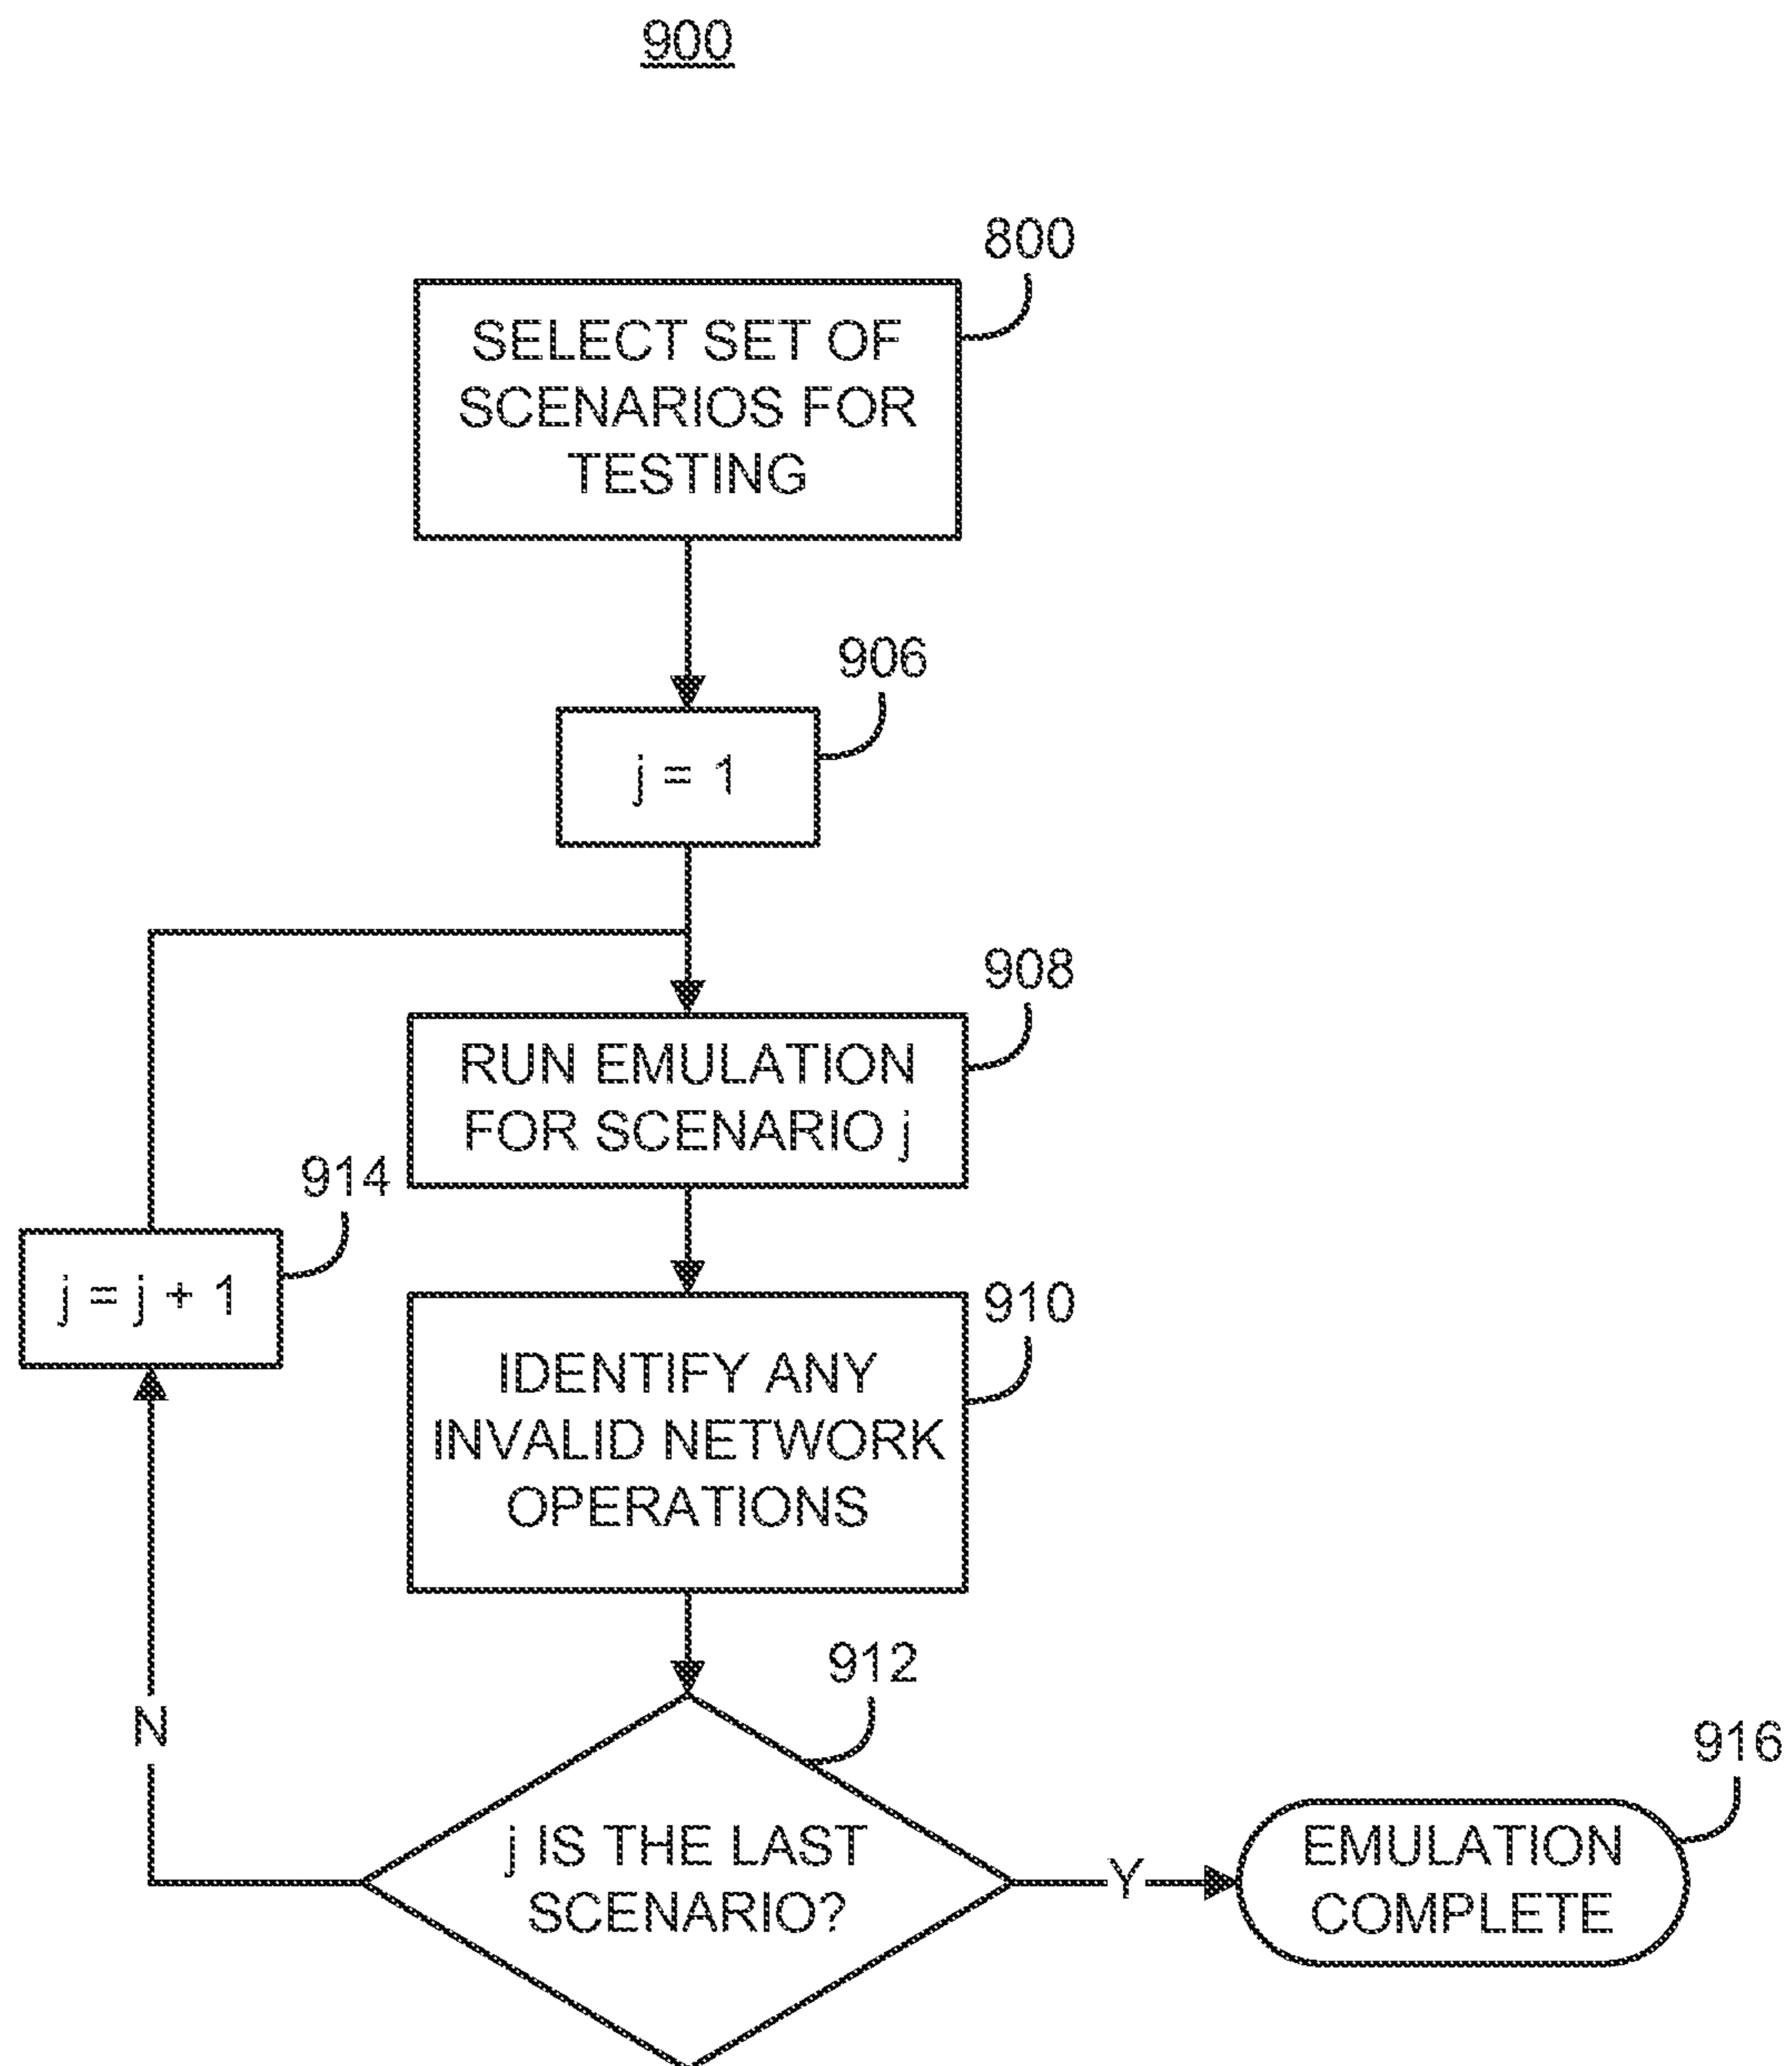 900
800
SELECT SET OF
SCENARIOS FOR
TESTING
906
j = 1
908
RUN EMULATION
FOR SCENARIO j
914
j = j + 1
910
IDENTIFY ANY
INVALID NETWORK
OPERATIONS
912
N
j IS THE LAST
SCENARIO?
Y
916
EMULATION
COMPLETE